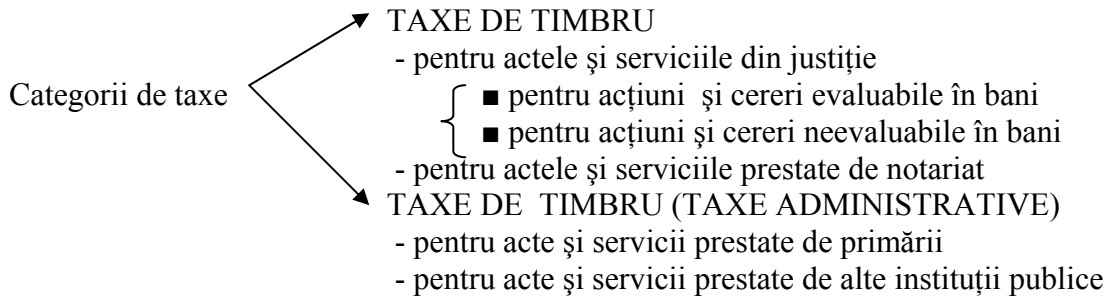 TAXE DE TIMBRU
- pentru actele şi serviciile din justiţie
Categorii de taxe
■ pentru acţiuni şi cereri evaluabile în bani
■ pentru acţiuni şi cereri neevaluabile în bani
- pentru actele şi serviciile prestate de notariat
TAXE DE TIMBRU (TAXE ADMINISTRATIVE)
- pentru acte şi servicii prestate de primării
- pentru acte şi servicii prestate de alte instituţii publice